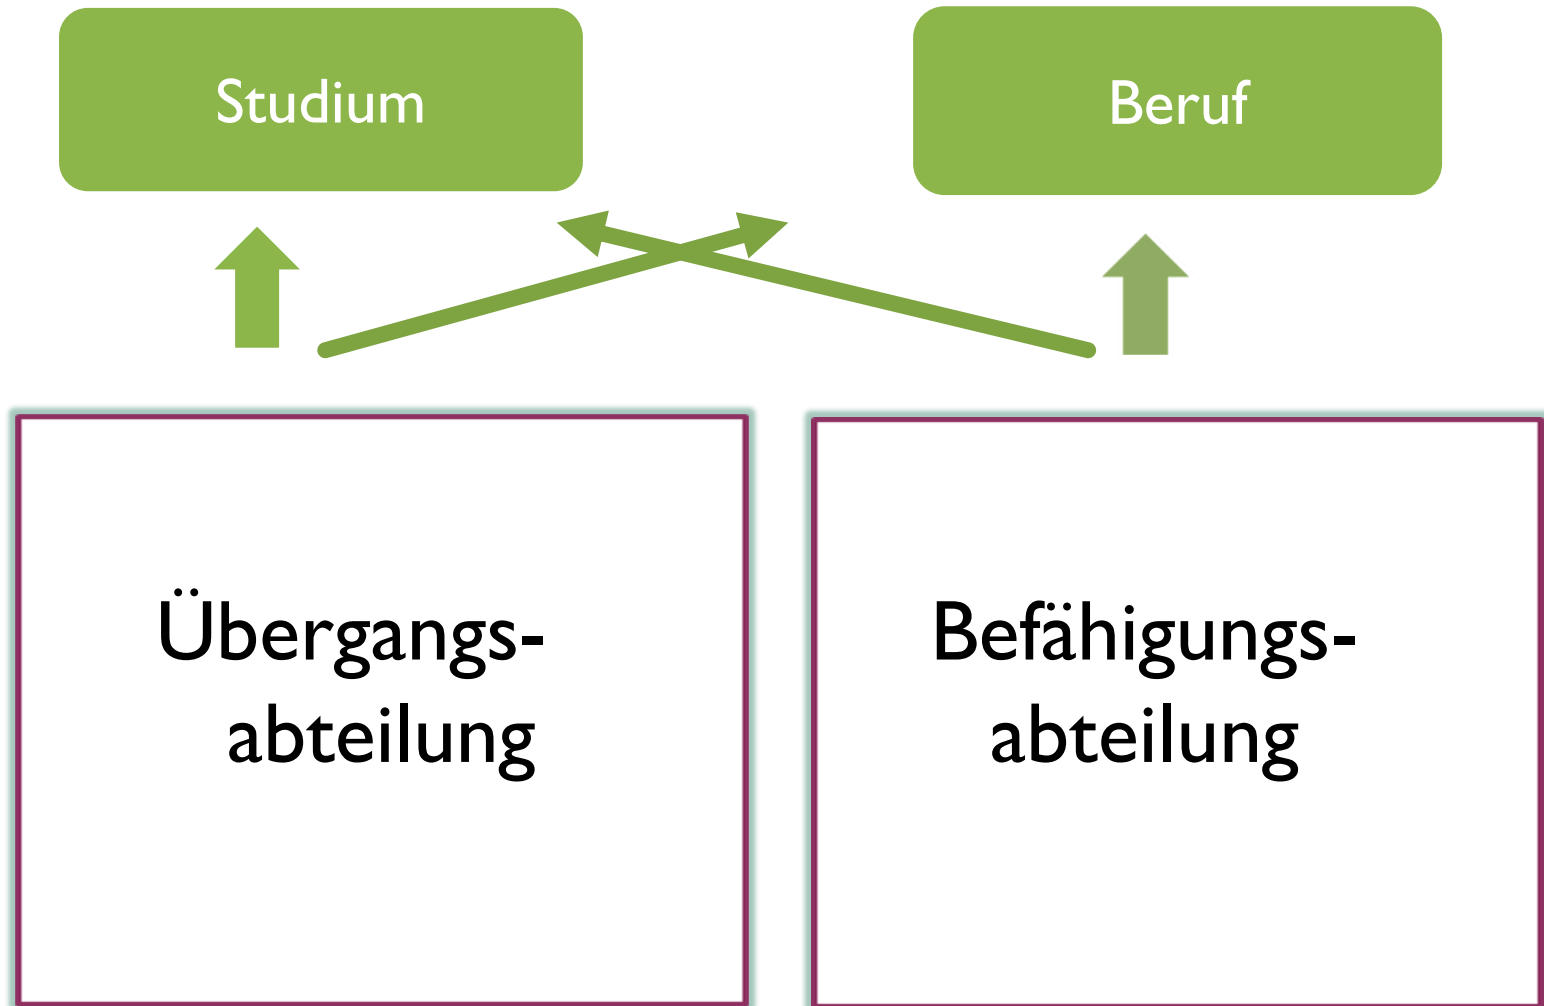 Studium
Beruf
Übergangs-
abteilung
Befähigungs-
abteilung